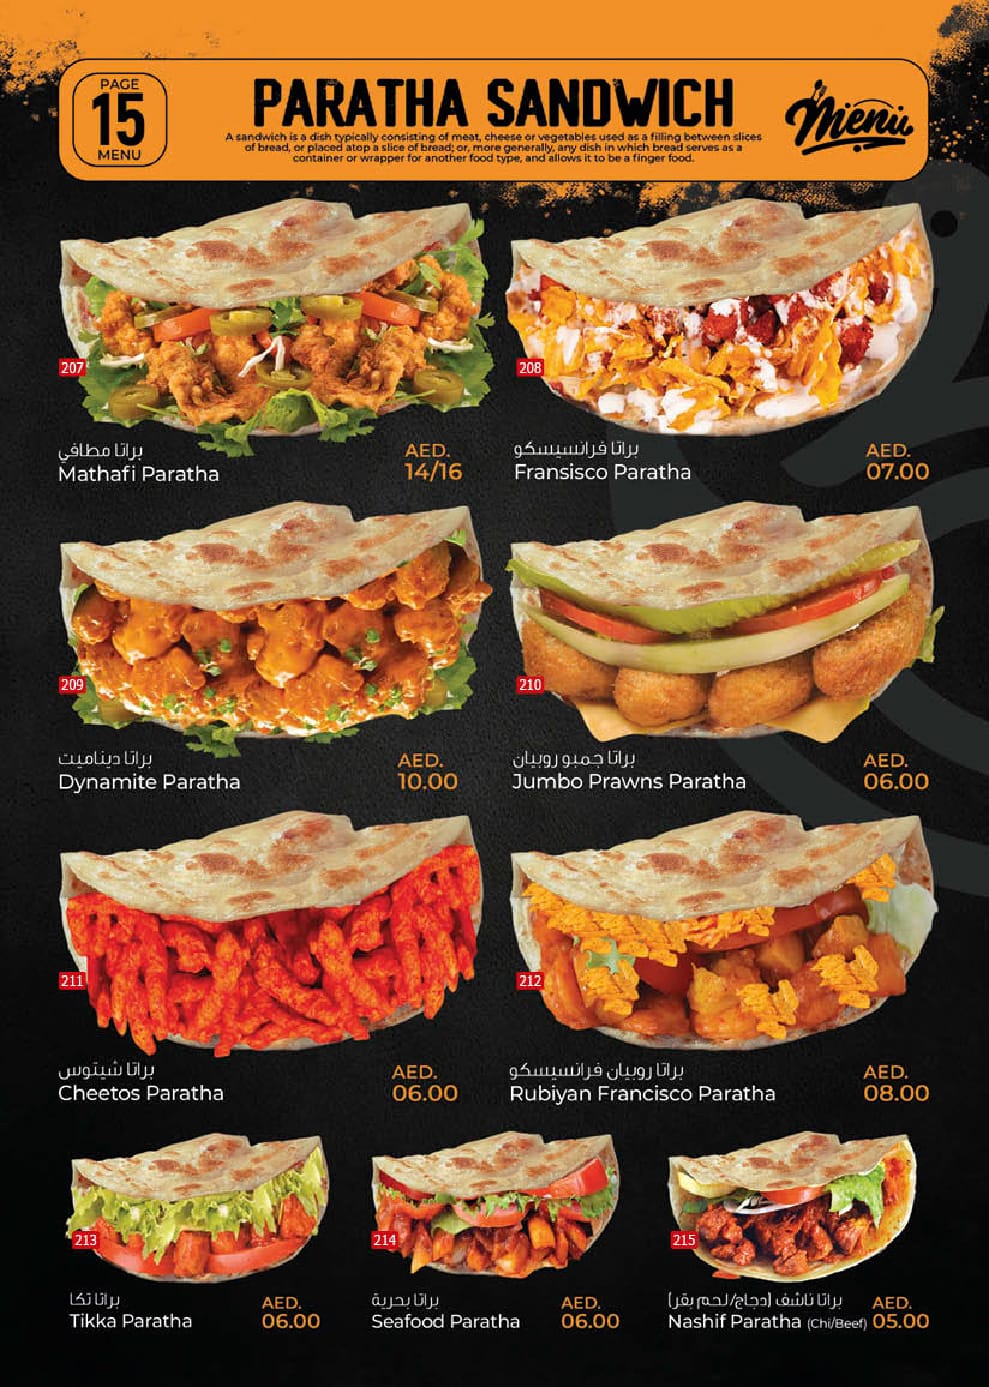 PAGE
15
MENU
PARATHA SANDWICH
A sandwich is a dish typically consisting of meat, cheese or vegetables used as a filling between slices
of bread, or placed atop a slice of bread; or, more generally, any dish in which bread serves as a
container or wrapper for another food type, and allows it to be a finger food.
Menu
207
براتا مطافي
Mathafi Paratha
AED.
14/16
208
براتا فرانسيسكو
Fransisco Paratha
AED.
07.00
209
براتا ديناميت
Dynamite Paratha
AED.
10.00
210
براتا جمبو روبيان
Jumbo Prawns Paratha
AED.
06.00
211
براتا شيتوس
Cheetos Paratha
AED.
06.00
212
براتا روبيان فرانسيسكو
Rubiyan Francisco Paratha
AED.
08.00
213
براتا تكا
Tikka Paratha
AED.
06.00
214
براتا بحرية
Seafood Paratha
AED.
06.00
215
براتا ناشف (دجاج/لحم بقر)
Nashif Paratha (Chi/Beef)
AED.
05.00